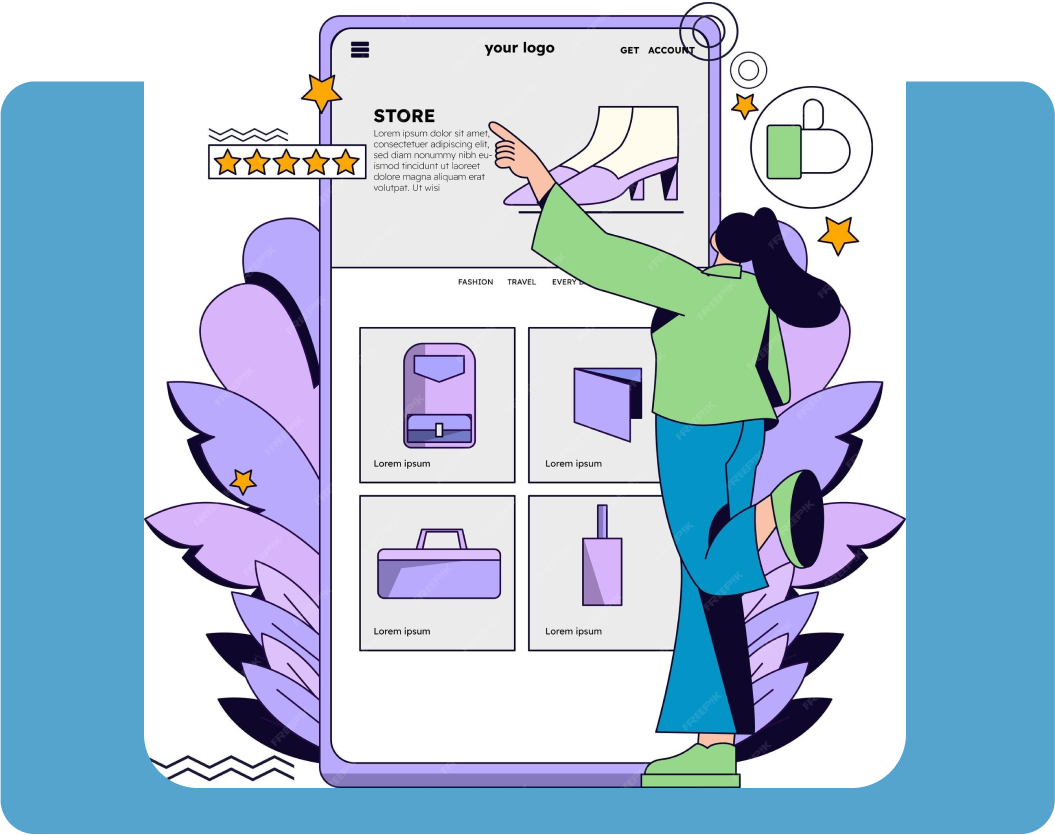 your logo
GET ACCOUNT
STORE
Lorem ipsum dolor sit amet,
consectetuer adipiscing elit,
sed diam nonummy nibh eu-
ismod tincidunt ut laoreet
dolore magna aliquam erat
volutpat. Ut wisi
FASHION TRAVEL EVERY
Lorem ipsum
Lorem ipsum
Lorem ipsum
Lorem ipsum